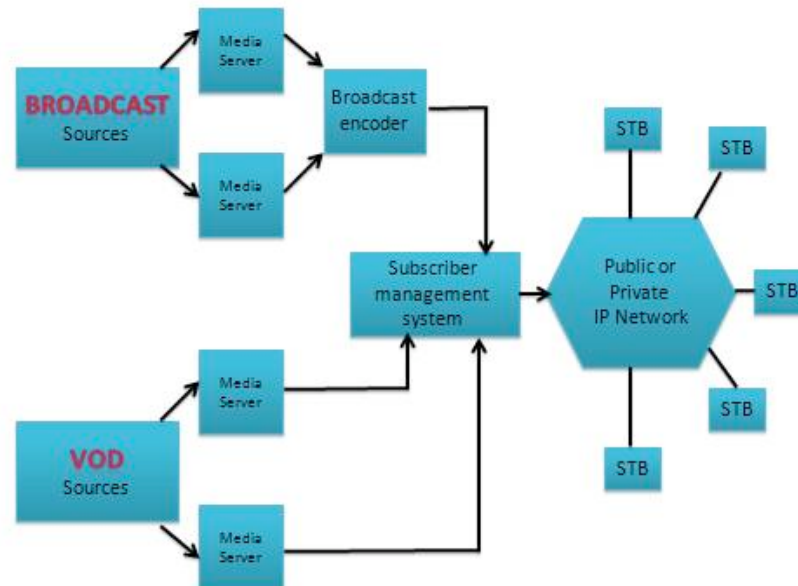 Media
Server
BROADCAST
Sources
Media
Server
Broadcast
encoder
Subscriber
management
system
Media
Server
VOD
Sources
Media
Server
Public or
Private
IP Network
STB
STB
STB
STB
STB